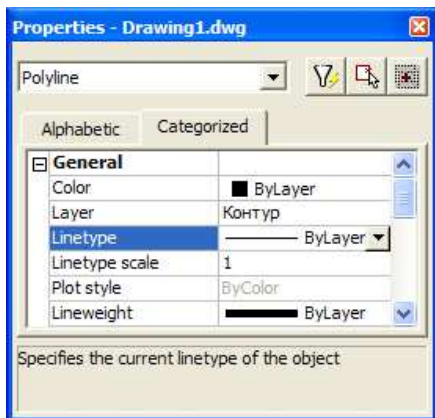 Properties - Drawing1.dwg
Polyline
Alphabetic Categorized
General
Color ByLayer
Layer Контур
Linetype ByLayer
Linetype scale 1
Plot style ByColor
Lineweight ByLayer
Specifies the current linetype of the object